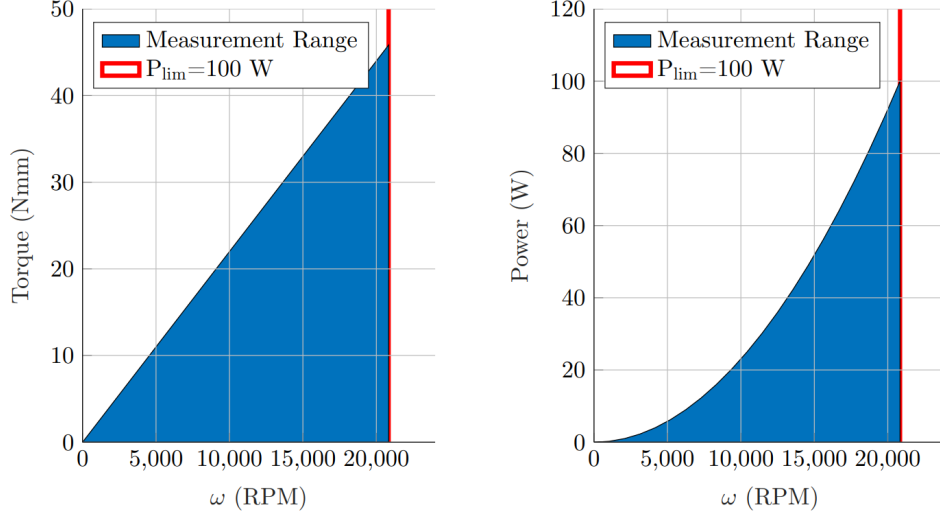 50
40
30
20
10
0
Torque (Nmm)
Measurement Range
P_lim=100 W
0 5,000 10,000 15,000 20,000
ω (RPM)
120
100
80
60
40
20
0
Power (W)
Measurement Range
P_lim=100 W
0 5,000 10,000 15,000 20,000
ω (RPM)